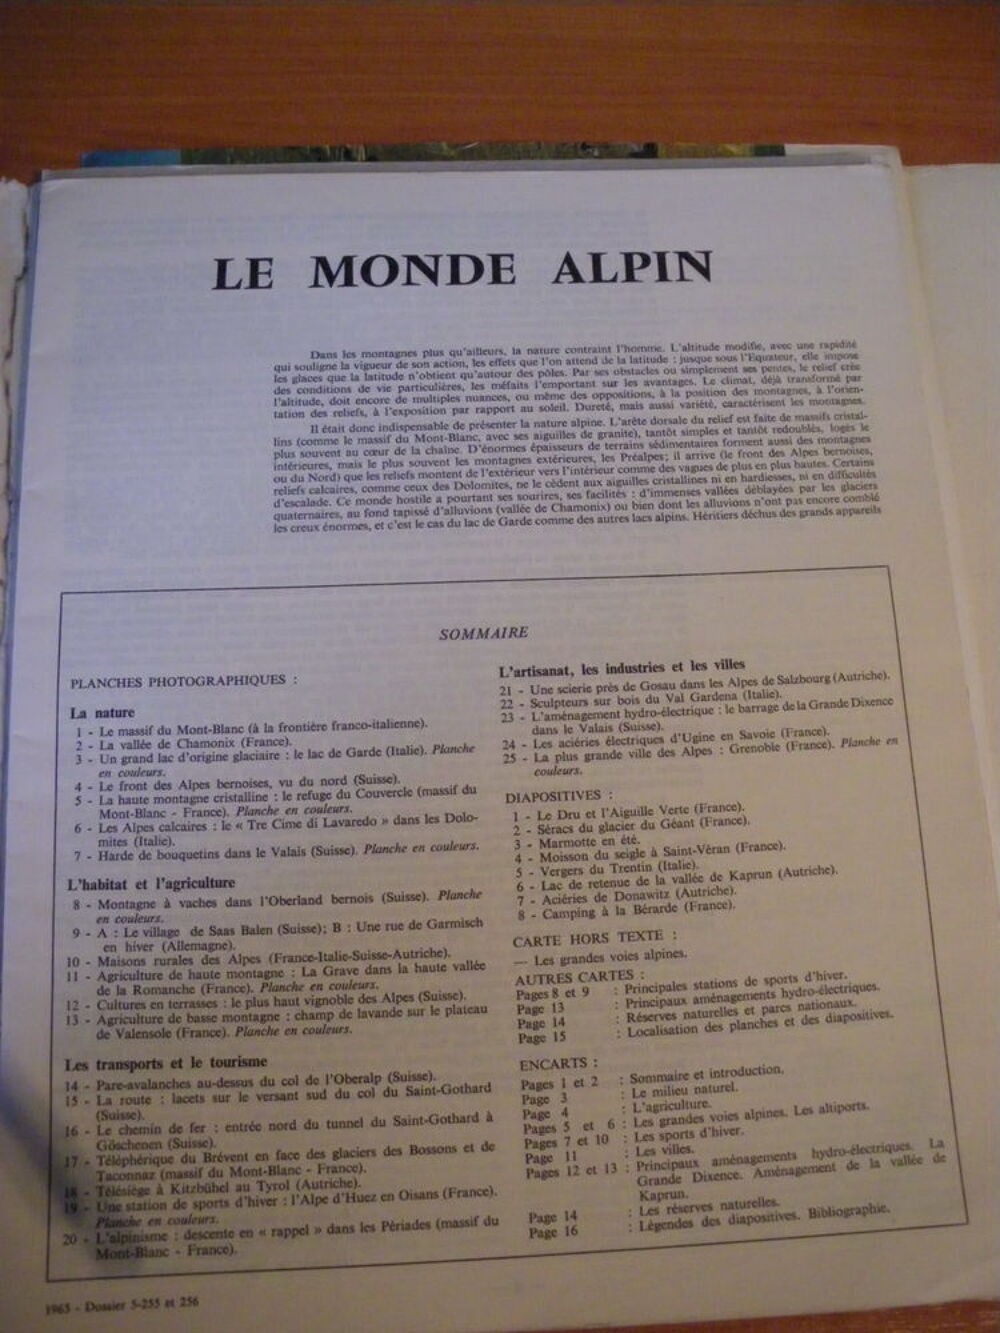 LE MONDE ALPIN
Dans les montagnes plus qu'ailleurs, la nature contraint l'homme. L'altitude modifie, avec une rapidité
qui souligne la vigueur de son action, les effets que l'on attend de la latitude : jusque sous l'Equateur, elle impose
les glaces que la latitude n'obtient qu'autour des pôles. Par ses obstacles ou simplement ses pentes, le relief crée
des conditions de vie particulières, les méfaits l'emportant sur les avantages. Le climat, déjà transformé par
l'altitude, doit encore de multiples nuances, ou même des oppositions, à la position des montagnes, à l'orien-
tation des reliefs, à l'exposition par rapport au soleil. Dureté, mais aussi variété, caractérisent les montagnes.
Il était donc indispensable de présenter la nature alpine. L'arête dorsale du relief est faite de massifs cristal-
lins (comme le massif du Mont-Blanc, avec ses aiguilles de granite), tantôt simples et tantôt redoublés, logés le
plus souvent au cœur de la chaîne. D'énormes épaisseurs de terrains sédimentaires forment aussi des montagnes
intérieures, mais le plus souvent les montagnes extérieures, les Préalpes; il arrive (le front des Alpes bernoises,
ou du Nord) que les reliefs montent de l'extérieur vers l'intérieur comme des vagues de plus en plus hautes. Certains
reliefs calcaires, comme ceux des Dolomites, ne le cèdent aux aiguilles cristallines ni en hardiesses, ni en difficultés
d'escalade. Ce monde hostile a pourtant ses sourires, ses facilités : d'immenses vallées déblayées par les glaciers
quaternaires, au fond tapissé d'alluvions (vallée de Chamonix) ou bien dont les alluvions n'ont pas encore comblé
les creux énormes, et c'est le cas du lac de Garde comme des autres lacs alpins. Héritiers déchus des grands appareils
SOMMAIRE
PLANCHES PHOTOGRAPHIQUES :
La nature
1 - Le massif du Mont-Blanc (à la frontière franco-italienne).
2 - La vallée de Chamonix (France).
3 - Un grand lac d'origine glaciaire : le lac de Garde (Italie). Planche
en couleurs.
4 - Le front des Alpes bernoises, vu du nord (Suisse).
5 - La haute montagne cristalline : le refuge du Couvercle (massif du
Mont-Blanc - France). Planche en couleurs.
6 - Les Alpes calcaires : le « Tre Cime di Lavaredo » dans les Dolo-
mites (Italie).
7 - Harde de bouquetins dans le Valais (Suisse). Planche en couleurs.
L'habitat et l'agriculture
8 - Montagne à vaches dans l'Oberland bernois (Suisse). Planche
en couleurs.
9 - A : Le village de Saas Balen (Suisse); B : Une rue de Garmisch
en hiver (Allemagne).
10 - Maisons rurales des Alpes (France-Italie-Suisse-Autriche).
11 - Agriculture de haute montagne : La Grave dans la haute vallée
de la Romanche (France). Planche en couleurs.
12 - Cultures en terrasses : le plus haut vignoble des Alpes (Suisse).
13 - Agriculture de basse montagne : champ de lavande sur le plateau
de Valensole (France). Planche en couleurs.
Les transports et le tourisme
14 - Pare-avalanches au-dessus du col de l'Oberalp (Suisse).
15 - La route : lacets sur le versant sud du col du Saint-Gothard
(Suisse).
16 - Le chemin de fer : entrée nord du tunnel du Saint-Gothard à
Göschenen (Suisse).
17 - Téléphérique du Brévent en face des glaciers des Bossons et de
Taconnaz (massif du Mont-Blanc - France).
18 - Télésiège à Kitzbühel au Tyrol (Autriche).
19 - Une station de sports d'hiver : l'Alpe d'Huez en Oisans (France).
Planche en couleurs.
20 - L'alpinisme : descente en « rappel » dans les Périades (massif du
Mont-Blanc - France).
L'artisanat, les industries et les villes
21 - Une scierie près de Gosau dans les Alpes de Salzbourg (Autriche).
22 - Sculpteurs sur bois du Val Gardena (Italie).
23 - L'aménagement hydro-électrique : le barrage de la Grande Dixence
dans le Valais (Suisse).
24 - Les aciéries électriques d'Ugine en Savoie (France).
25 - La plus grande ville des Alpes : Grenoble (France). Planche en
couleurs.
DIAPOSITIVES :
1 - Le Dru et l'Aiguille Verte (France).
2 - Séracs du glacier du Géant (France).
3 - Marmotte en été.
4 - Moisson du seigle à Saint-Véran (France).
5 - Vergers du Trentin (Italie).
6 - Lac de retenue de la vallée de Kaprun (Autriche).
7 - Aciéries de Donawitz (Autriche).
8 - Camping à la Bérarde (France).
CARTE HORS TEXTE :
— Les grandes voies alpines.
AUTRES CARTES :
Pages 8 et 9 : Principales stations de sports d'hiver.
Page 13 : Principaux aménagements hydro-électriques.
Page 14 : Réserves naturelles et parcs nationaux.
Page 15 : Localisation des planches et des diapositives.
ENCARTS :
Pages 1 et 2 : Sommaire et introduction.
Page 3 : Le milieu naturel.
Page 4 : L'agriculture.
Pages 5 et 6 : Les grandes voies alpines. Les altiports.
Pages 7 et 10 : Les sports d'hiver.
Page 11 : Les villes.
Pages 12 et 13 : Principaux aménagements hydro-électriques. La
Grande Dixence. Aménagement de la vallée de
Kaprun.
Page 14 : Les réserves naturelles.
Page 16 : Légendes des diapositives. Bibliographie.
1965 - Dossier 5-255 et 256